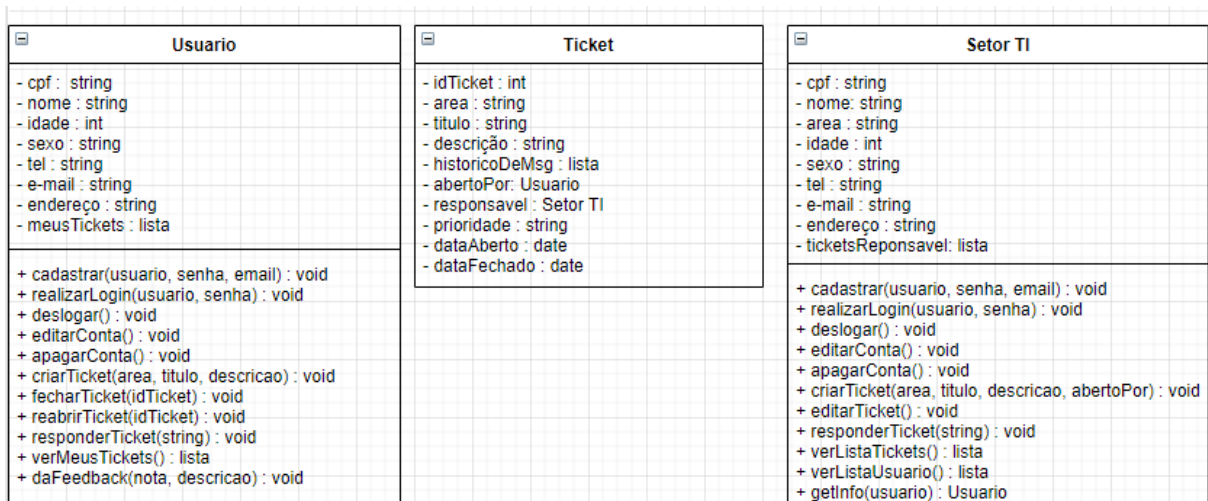 Usuario
- cpf : string
- nome : string
- idade : int
- sexo : string
- tel : string
- e-mail : string
- endereço : string
- meusTickets : lista
+ cadastrar(usuario, senha, email) : void
+ realizarLogin(usuario, senha) : void
+ deslogar() : void
+ editarConta() : void
+ apagarConta() : void
+ criarTicket(area, titulo, descricao) : void
+ fecharTicket(idTicket) : void
+ reabrirTicket(idTicket) : void
+ responderTicket(string) : void
+ verMeusTickets() : lista
+ daFeedback(nota, descricao) : void
Ticket
- idTicket : int
- area : string
- titulo : string
- descrição : string
- historicoDeMsg : lista
- abertoPor: Usuario
- responsavel : Setor TI
- prioridade : string
- dataAberto : date
- dataFechado : date
Setor TI
- cpf : string
- nome: string
- area : string
- idade : int
- sexo : string
- tel : string
- e-mail : string
- endereço : string
- ticketsReponsavel: lista
+ cadastrar(usuario, senha, email) : void
+ realizarLogin(usuario, senha) : void
+ deslogar() : void
+ editarConta() : void
+ apagarConta() : void
+ criarTicket(area, titulo, descricao, abertoPor) : void
+ editarTicket() : void
+ responderTicket(string) : void
+ verListaTickets() : lista
+ verListaUsuario() : lista
+ getInfo(usuario) : Usuario